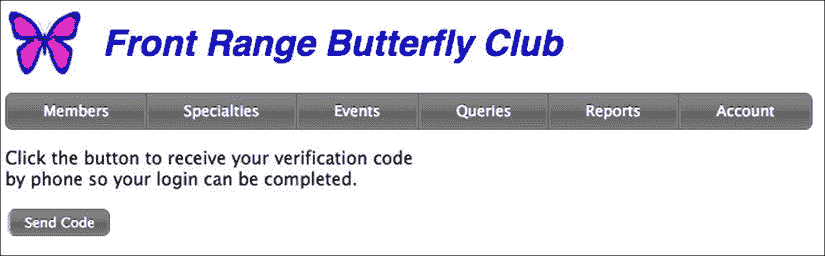 Front Range Butterfly Club
Members Specialties Events Queries Reports Account
Click the button to receive your verification code
by phone so your login can be completed.
Send Code